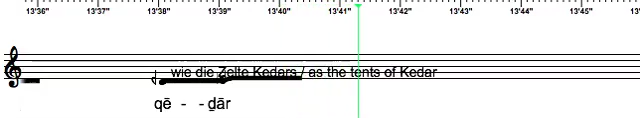 13'36" 13'37" 13'38" 13'39" 13'40" 13'41" 13'42" 13'43" 13'44" 13'45"
wie die Zelte Kedars / as the tents of Kedar
qē - - ḏār